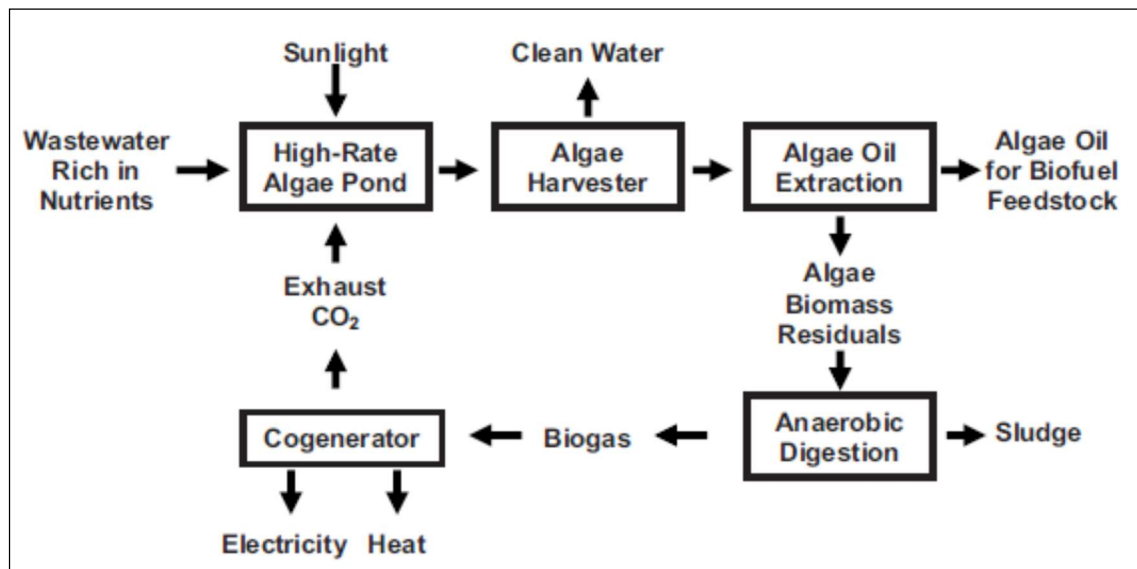 Sunlight
Clean Water
Wastewater
Rich in
Nutrients
High-Rate
Algae Pond
Algae
Harvester
Algae Oil
Extraction
Algae Oil
for Biofuel
Feedstock
Exhaust
CO₂
Algae
Biomass
Residuals
Cogenerator
Biogas
Anaerobic
Digestion
Sludge
Electricity
Heat